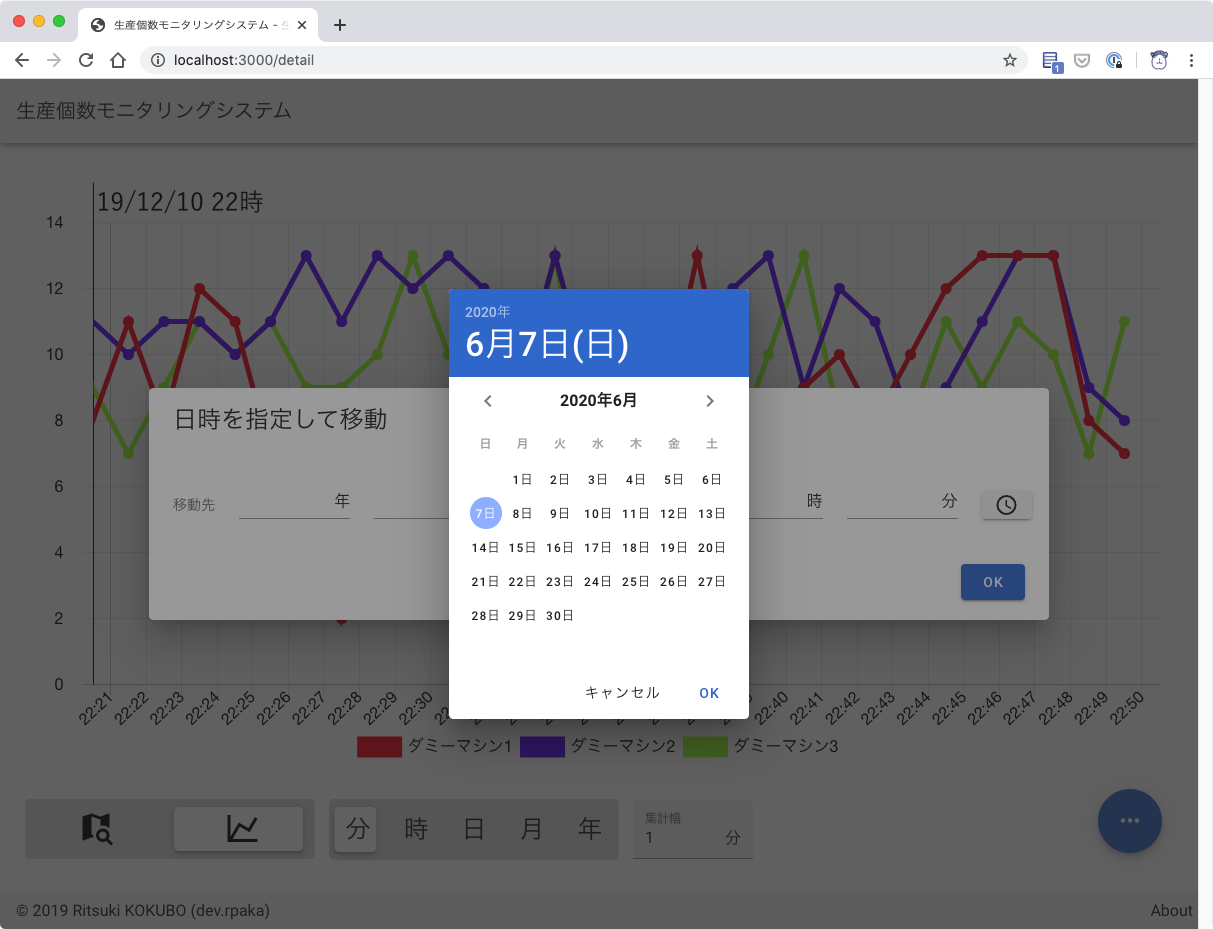 生産個数モニタリングシステム - 
localhost:3000/detail
1
生産個数モニタリングシステム
19/12/10 22時
14
12
10
8
6
4
2
0
日時を指定して移動
移動先 年 時 分
OK
2020年
6月7日(日)
2020年6月
日 月 火 水 木 金 土
1日 2日 3日 4日 5日 6日
7日 8日 9日 10日 11日 12日 13日
14日 15日 16日 17日 18日 19日 20日
21日 22日 23日 24日 25日 26日 27日
28日 29日 30日
キャンセル OK
22:21 22:22 22:23 22:24 22:25 22:26 22:27 22:28 22:29 22:30 22:40 22:41 22:42 22:43 22:44 22:45 22:46 22:47 22:48 22:49 22:50
ダミーマシン1 ダミーマシン2 ダミーマシン3
分 時 日 月 年
集計幅
1 分
© 2019 Ritsuki KOKUBO (dev.rpaka) About